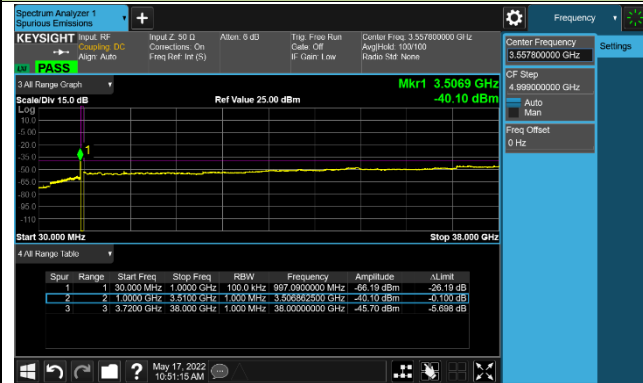 Spectrum Analyzer 1
Spurious Emissions
+
Frequency
KEYSIGHT
Input: RF
Coupling: DC
Align: Auto
Input Z: 50 Ω
Corrections: On
Freq Ref: Int (S)
Atten: 6 dB
Trig: Free Run
Gate: Off
IF Gain: Low
Center Freq: 3.557800000 GHz
Avg|Hold: 100/100
Radio Std: None
PASS
Center Frequency
3.557800000 GHz
Settings
CF Step
4.999000000 GHz
Auto
Man
Freq Offset
0 Hz
3 All Range Graph
Mkr1 3.5069 GHz
Scale/Div 15.0 dB
Ref Value 25.00 dBm
-40.10 dBm
Log
10.0
-5.00
-20.0
-35.0
-50.0
-65.0
-80.0
-95.0
-110
1
Start 30.000 MHz
Stop 38.000 GHz
4 All Range Table
Spur Range Start Freq Stop Freq RBW Frequency Amplitude ΔLimit
1 1 30.000 MHz 1.0000 GHz 100.0 kHz 997.0900000 MHz -66.19 dBm -26.19 dB
2 2 1.0000 GHz 3.5100 GHz 1.000 MHz 3.506862500 GHz -40.10 dBm -0.100 dB
3 3 3.7200 GHz 38.000 GHz 1.000 MHz 38.00000000 GHz -45.70 dBm -5.698 dB
?
May 17, 2022
10:51:15 AM